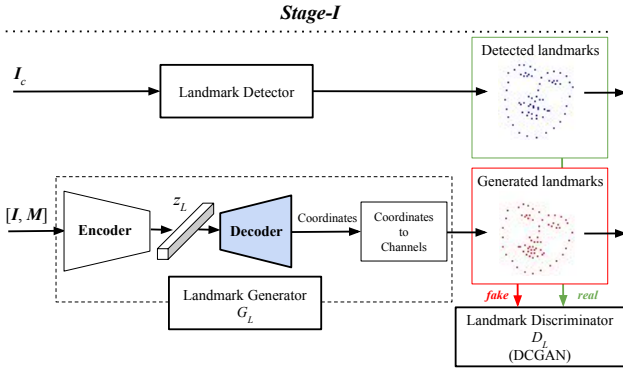 Stage-I
I_c
Landmark Detector
Detected landmarks
[I, M]
Encoder
z_L
Decoder
Coordinates
Coordinates
to
Channels
Generated landmarks
Landmark Generator
G_L
fake
real
Landmark Discriminator
D_L
(DCGAN)